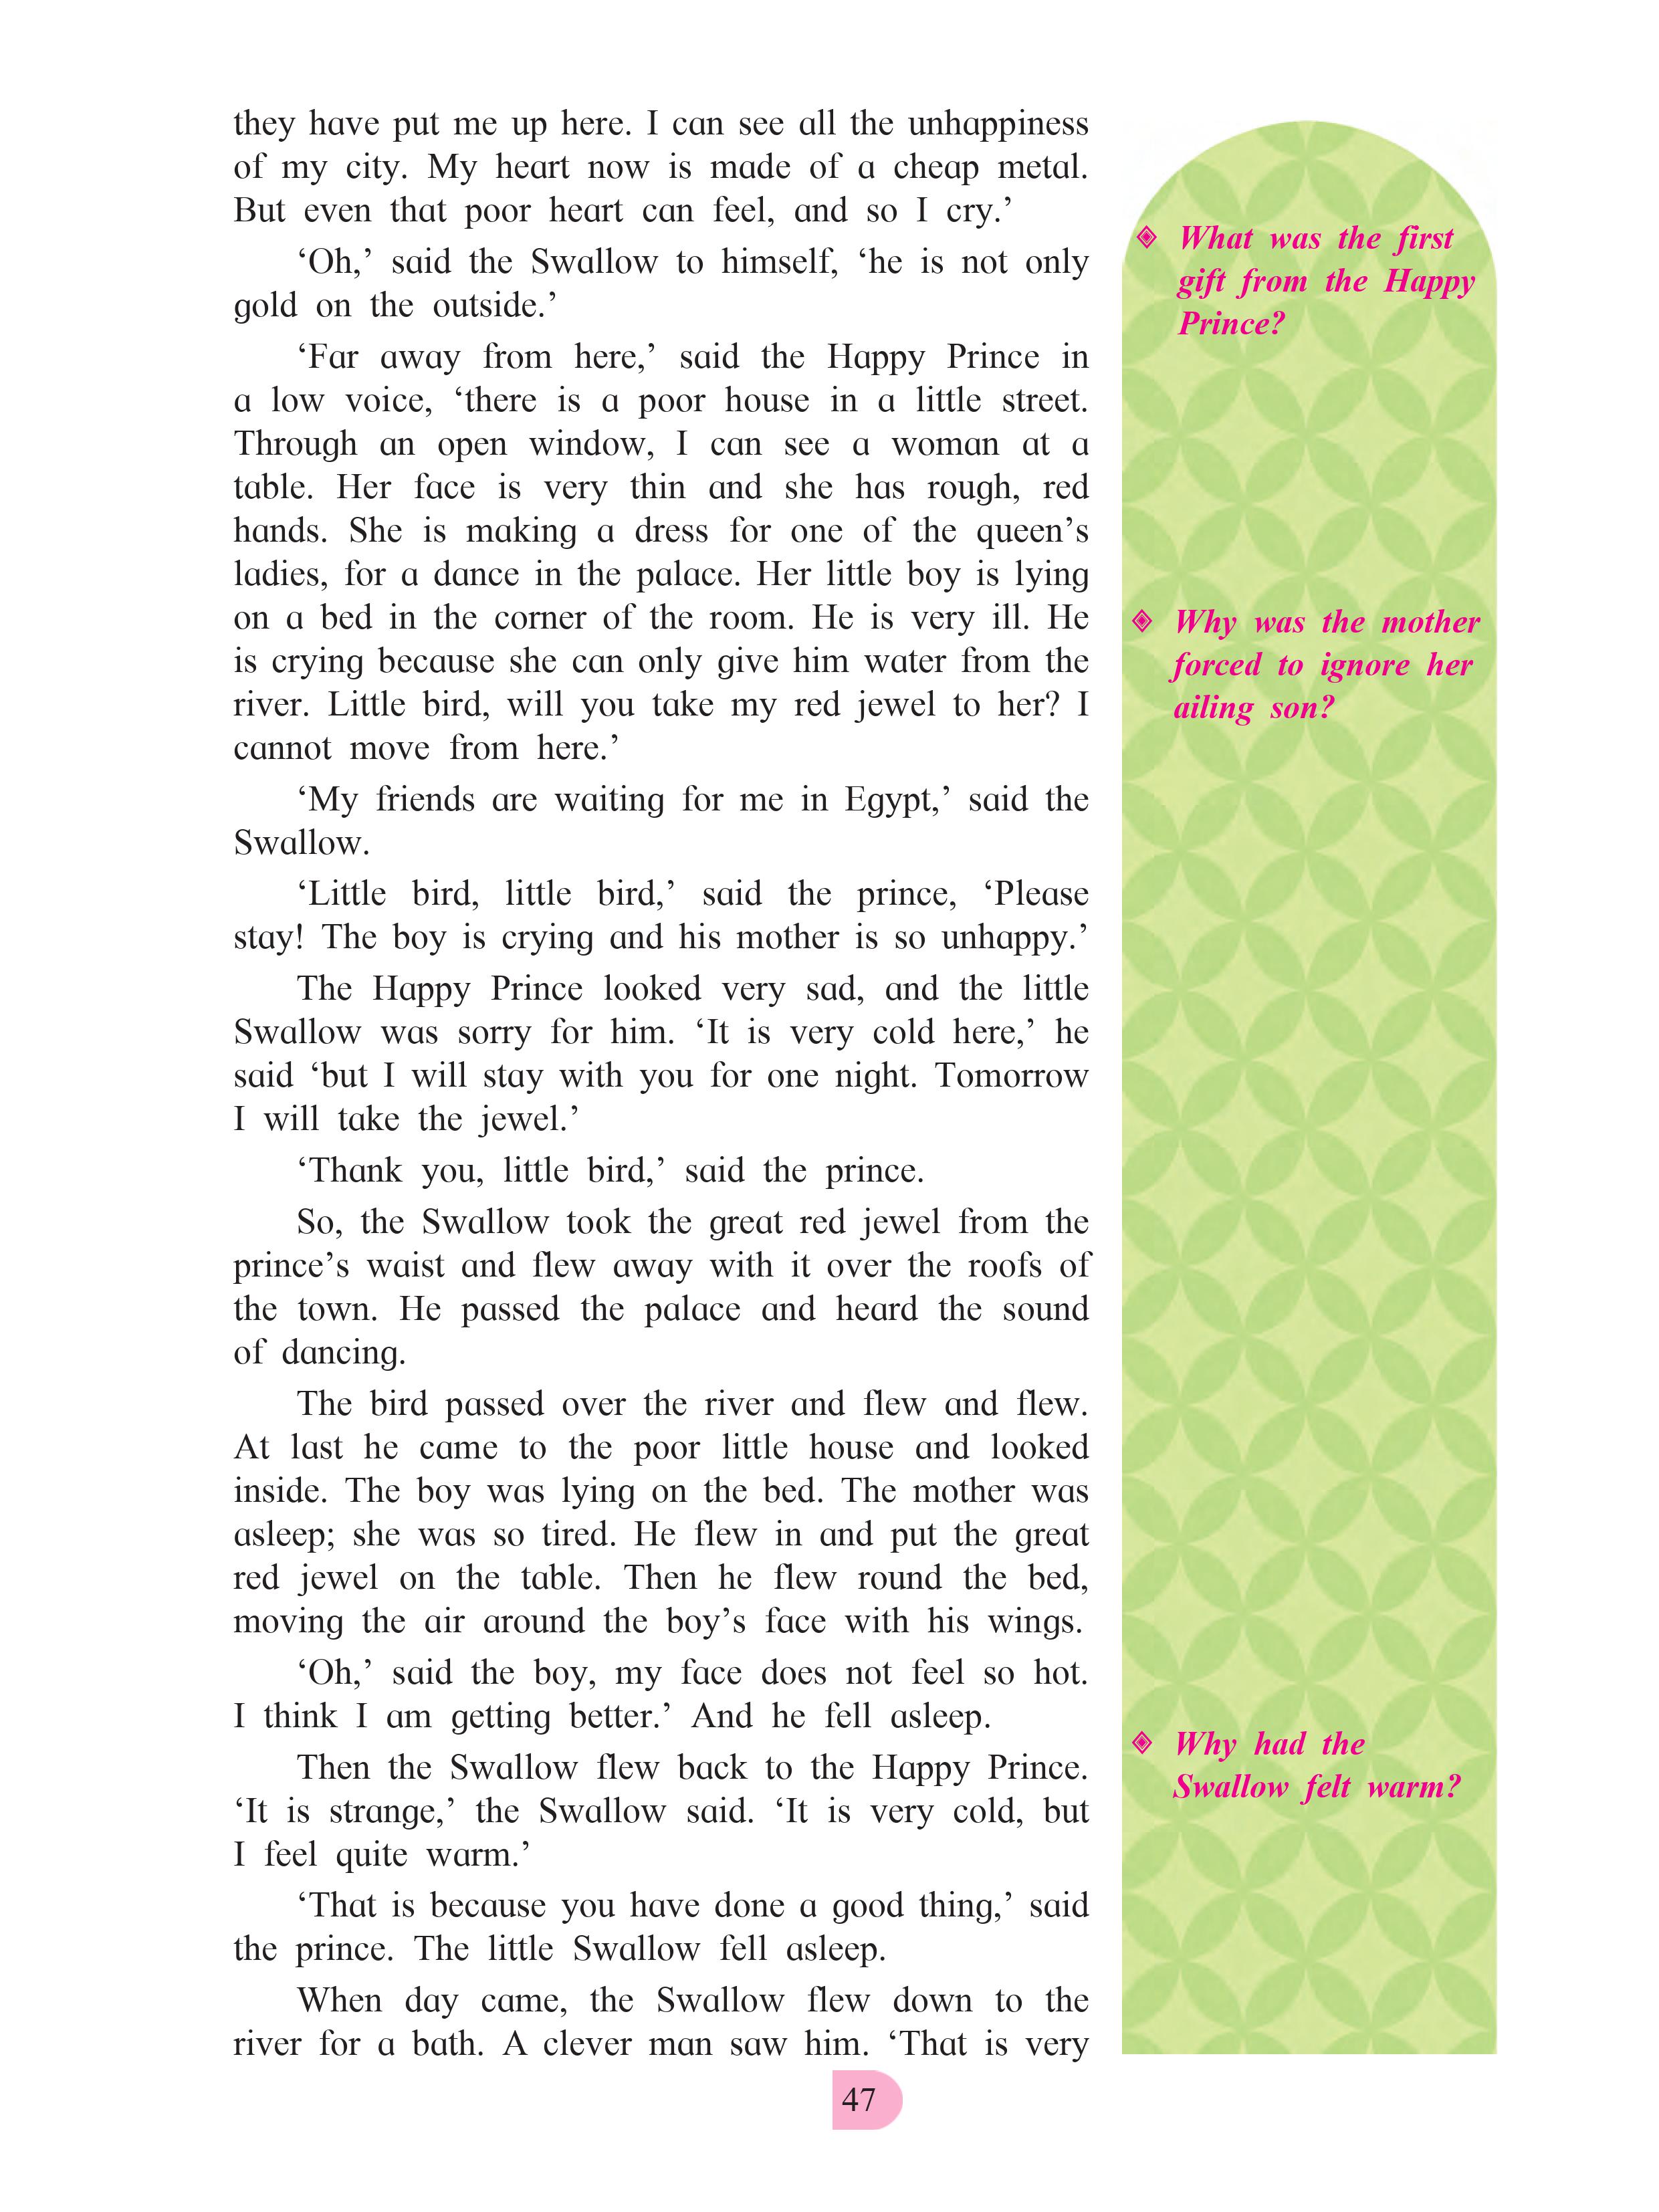 they have put me up here. I can see all the unhappiness
of my city. My heart now is made of a cheap metal.
But even that poor heart can feel, and so I cry.’
‘Oh,’ said the Swallow to himself, ‘he is not only
gold on the outside.’
‘Far away from here,’ said the Happy Prince in
a low voice, ‘there is a poor house in a little street.
Through an open window, I can see a woman at a
table. Her face is very thin and she has rough, red
hands. She is making a dress for one of the queen’s
ladies, for a dance in the palace. Her little boy is lying
on a bed in the corner of the room. He is very ill. He
is crying because she can only give him water from the
river. Little bird, will you take my red jewel to her? I
cannot move from here.’
‘My friends are waiting for me in Egypt,’ said the
Swallow.
‘Little bird, little bird,’ said the prince, ‘Please
stay! The boy is crying and his mother is so unhappy.’
The Happy Prince looked very sad, and the little
Swallow was sorry for him. ‘It is very cold here,’ he
said ‘but I will stay with you for one night. Tomorrow
I will take the jewel.’
‘Thank you, little bird,’ said the prince.
So, the Swallow took the great red jewel from the
prince’s waist and flew away with it over the roofs of
the town. He passed the palace and heard the sound
of dancing.
The bird passed over the river and flew and flew.
At last he came to the poor little house and looked
inside. The boy was lying on the bed. The mother was
asleep; she was so tired. He flew in and put the great
red jewel on the table. Then he flew round the bed,
moving the air around the boy’s face with his wings.
‘Oh,’ said the boy, my face does not feel so hot.
I think I am getting better.’ And he fell asleep.
Then the Swallow flew back to the Happy Prince.
‘It is strange,’ the Swallow said. ‘It is very cold, but
I feel quite warm.’
‘That is because you have done a good thing,’ said
the prince. The little Swallow fell asleep.
When day came, the Swallow flew down to the
river for a bath. A clever man saw him. ‘That is very
What was the first
gift from the Happy
Prince?
Why was the mother
forced to ignore her
ailing son?
Why had the
Swallow felt warm?
47